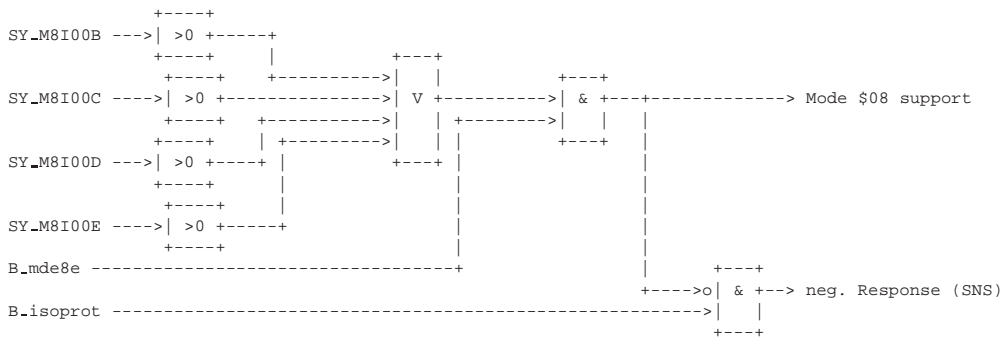 SY_M8I00B >0
SY_M8I00C >0 V & Mode $08 support
SY_M8I00D >0
SY_M8I00E >0
B_mde8e
& neg. Response (SNS)
B_isoprot